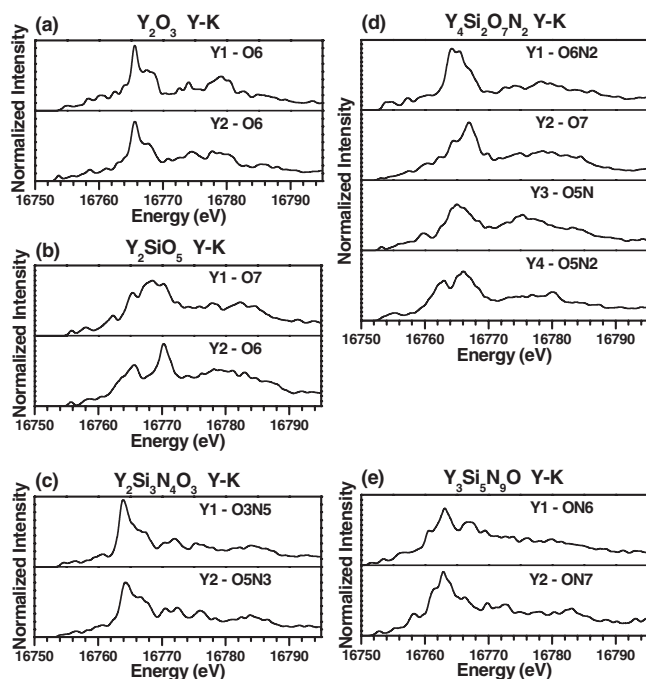 (a) Y2O3 Y-K
Y1 - O6
Y2 - O6
Normalized Intensity
16750 16760 16770 16780 16790
Energy (eV)
(b) Y2SiO5 Y-K
Y1 - O7
Y2 - O6
Normalized Intensity
16750 16760 16770 16780 16790
Energy (eV)
(c) Y2Si3N4O3 Y-K
Y1 - O3N5
Y2 - O5N3
Normalized Intensity
16750 16760 16770 16780 16790
Energy (eV)
(d) Y4Si2O7N2 Y-K
Y1 - O6N2
Y2 - O7
Y3 - O5N
Y4 - O5N2
Normalized Intensity
16750 16760 16770 16780 16790
Energy (eV)
(e) Y3Si5N9O Y-K
Y1 - ON6
Y2 - ON7
Normalized Intensity
16750 16760 16770 16780 16790
Energy (eV)